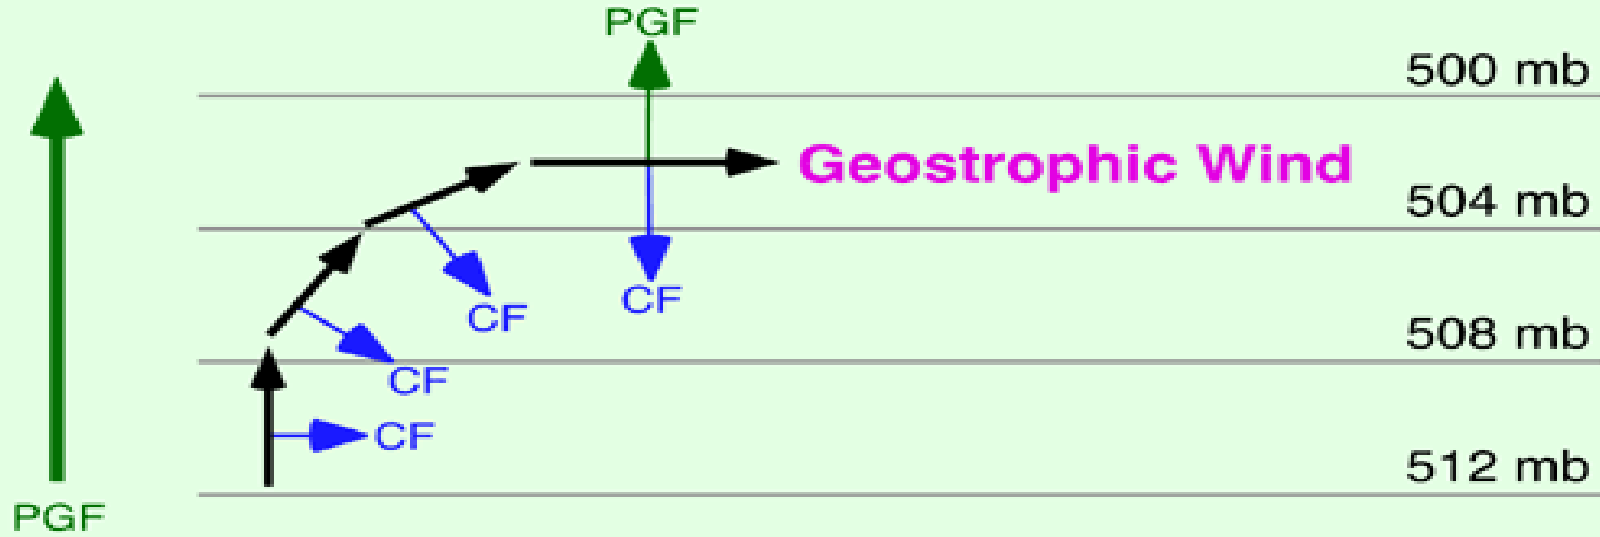 PGF
500 mb
Geostrophic Wind
504 mb
CF
CF
508 mb
CF
CF
512 mb
PGF